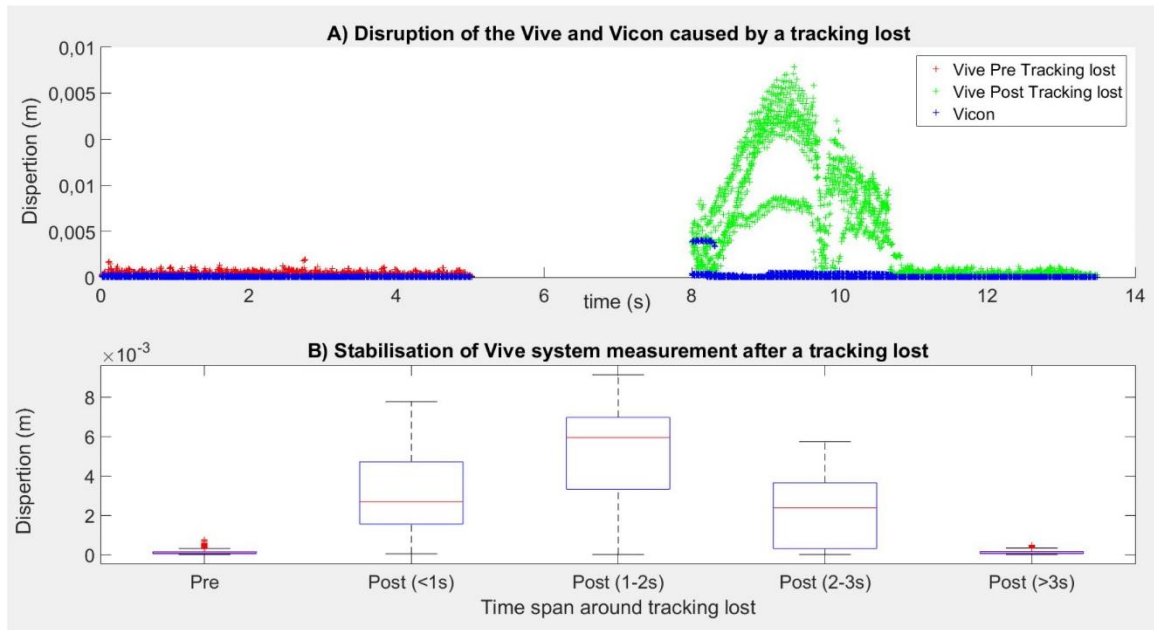 A) Disruption of the Vive and Vicon caused by a tracking lost
0,01
0,005
0
0,01
0,005
0
Dispertion (m)
Vive Pre Tracking lost
Vive Post Tracking lost
Vicon
0 2 4 6 8 10 12 14
time (s)
B) Stabilisation of Vive system measurement after a tracking lost
×10⁻³
8
6
4
2
0
Dispertion (m)
Pre Post (<1s) Post (1-2s) Post (2-3s) Post (>3s)
Time span around tracking lost